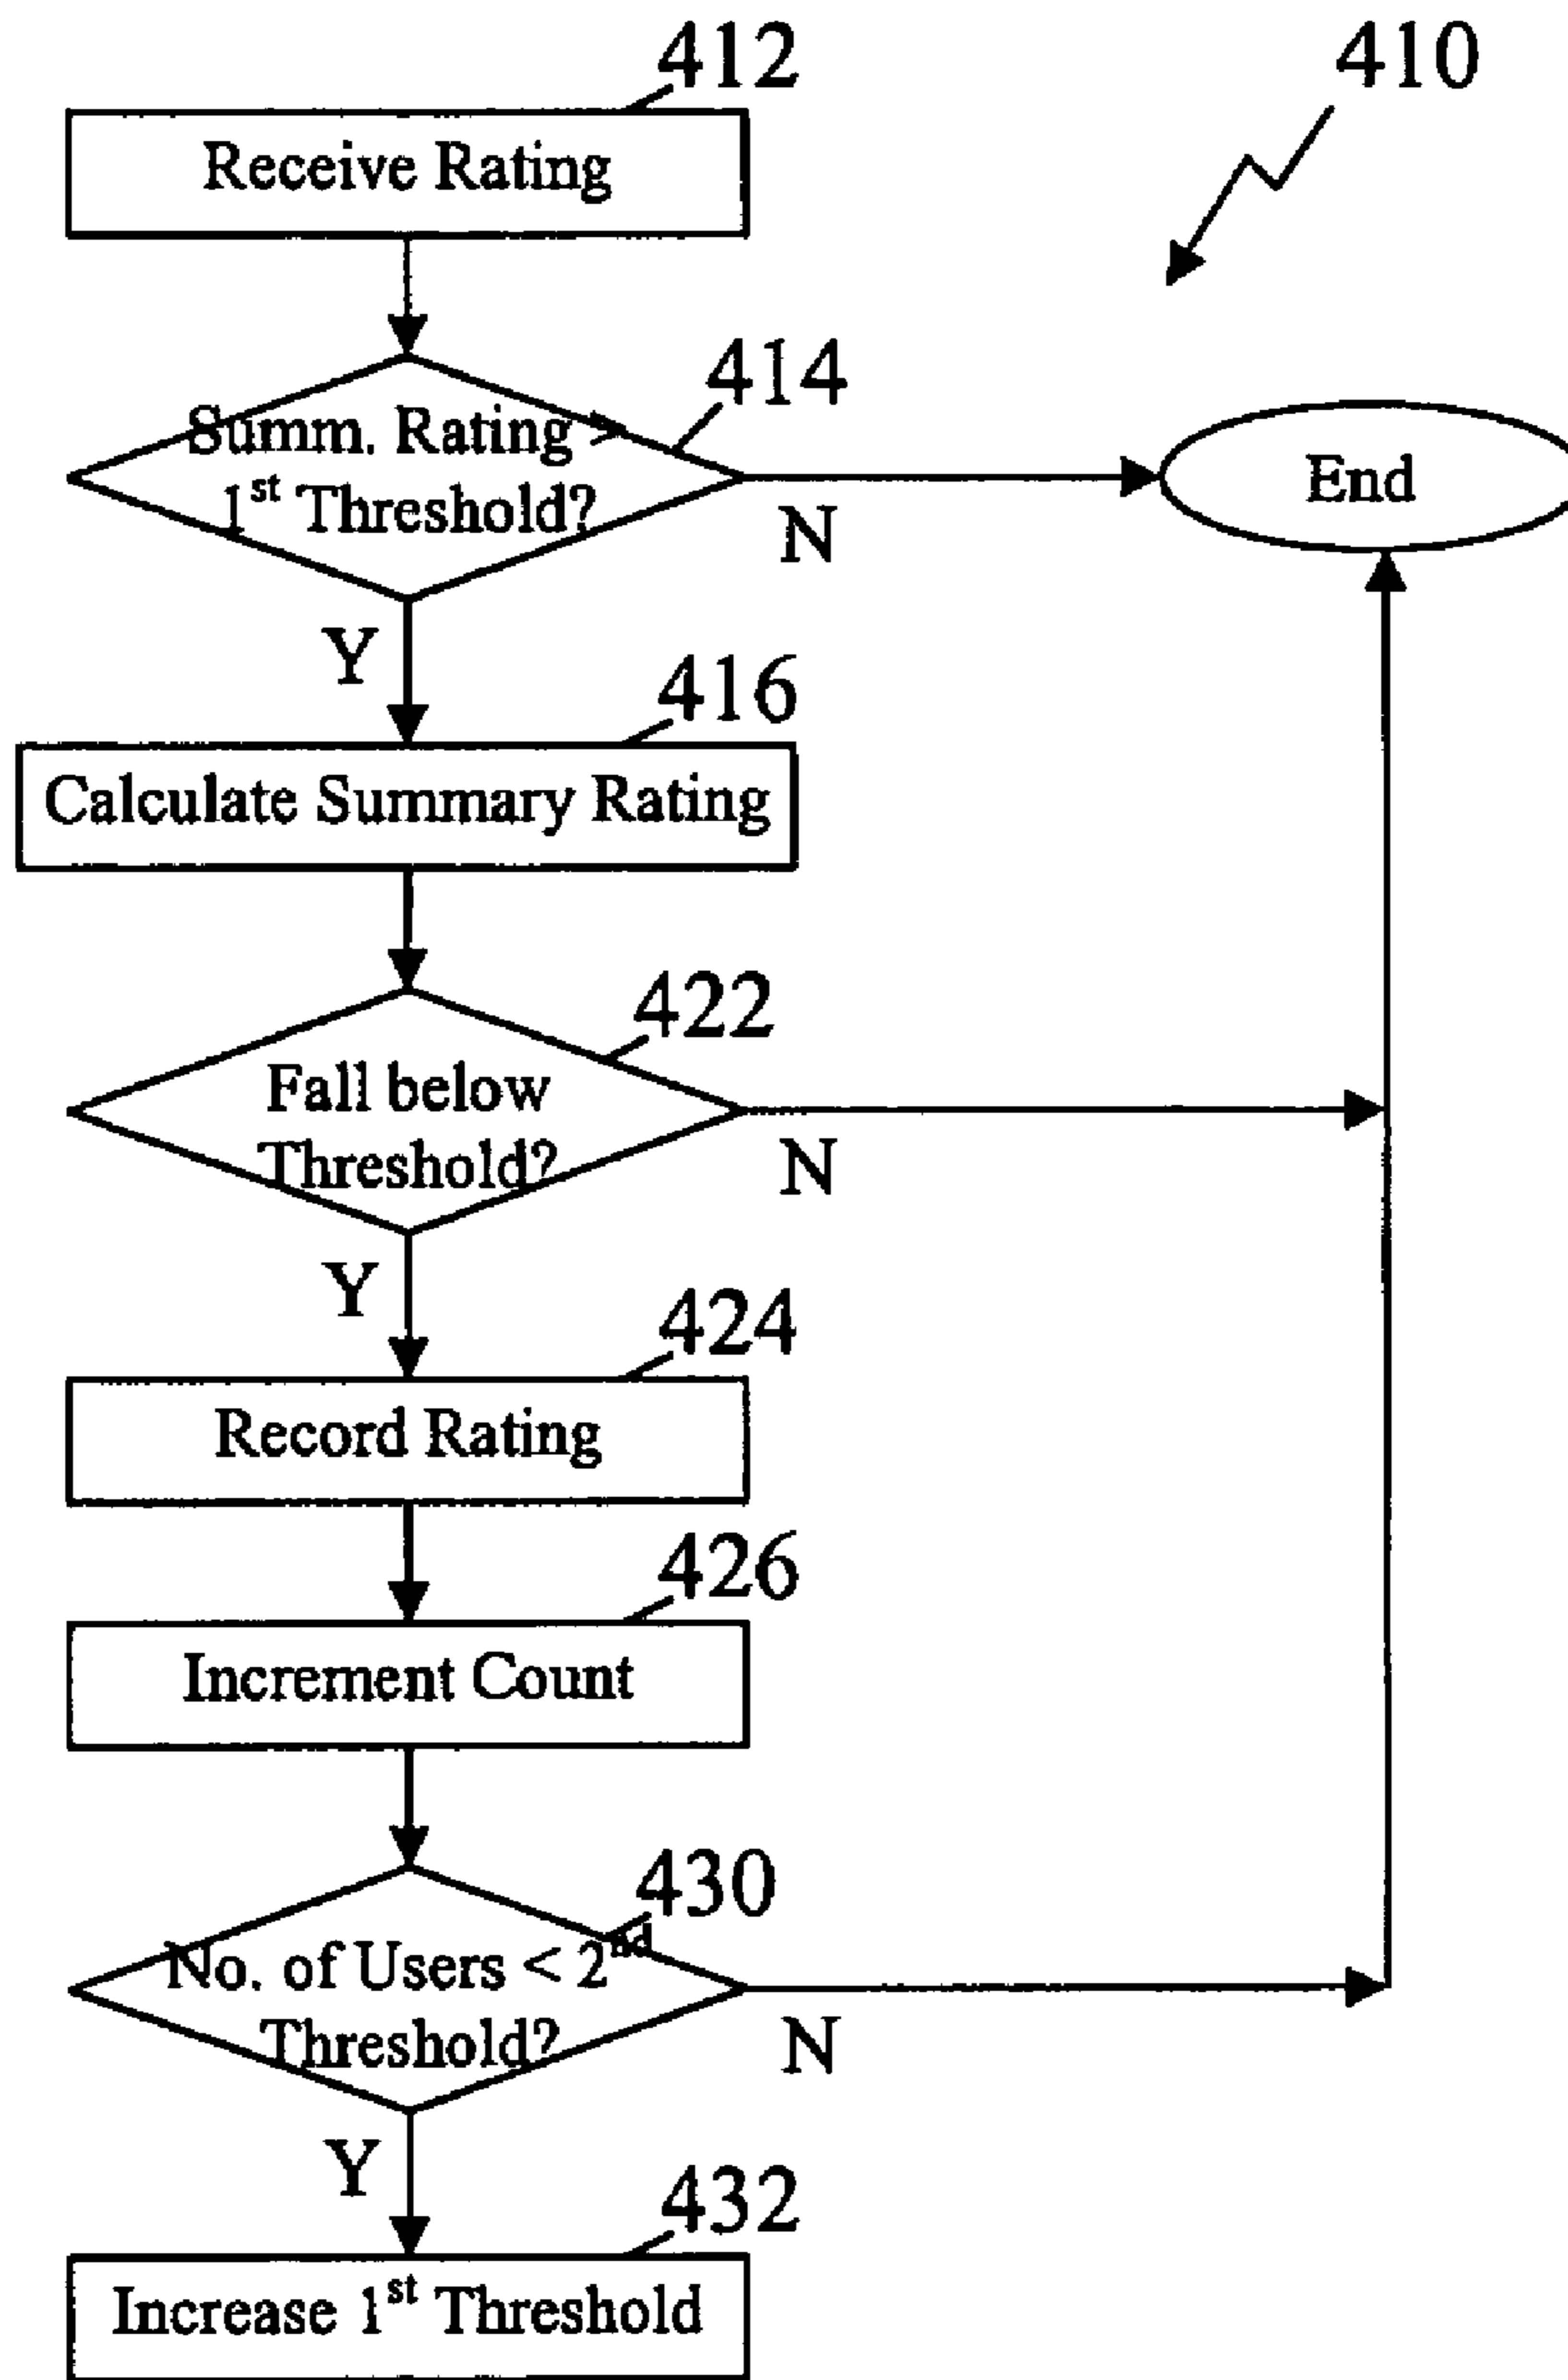 412
410
Receive Rating
414
Summ. Rating >
1st Threshold?
N
End
Y
416
Calculate Summary Rating
422
Fall below
Threshold?
N
Y
424
Record Rating
426
Increment Count
430
No. of Users < 2nd
Threshold?
N
Y
432
Increase 1st Threshold